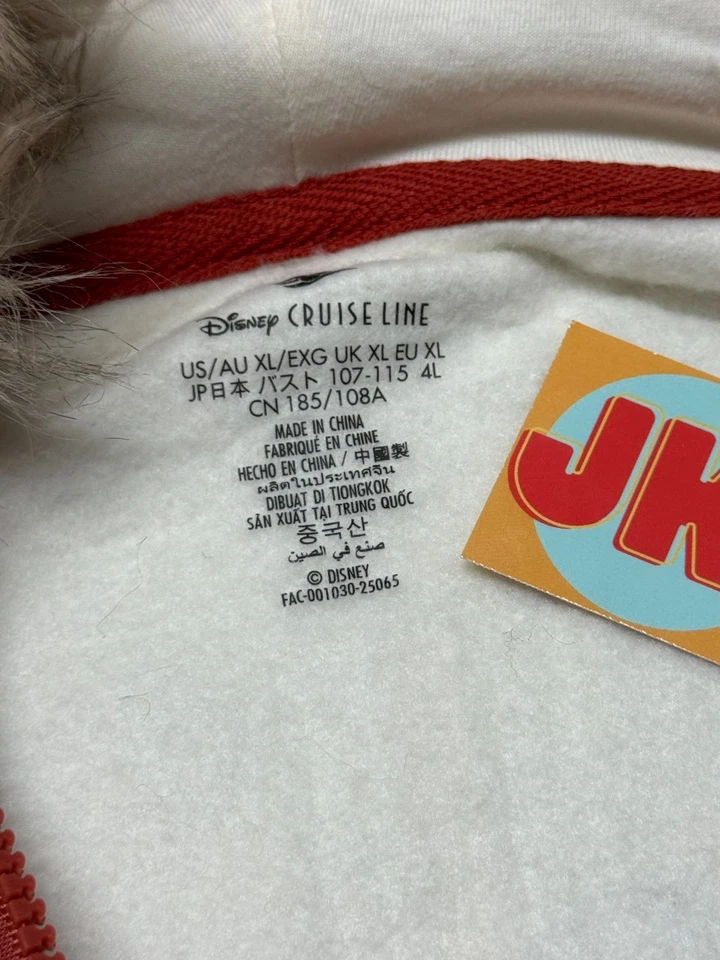 Disney CRUISE LINE
US/AU XL/EXG UK XL EU XL
JP日本 バスト 107-115 4L
CN 185/108A
MADE IN CHINA
FABRIQUÉ EN CHINE
HECHO EN CHINA / 中國製
ผลิตในประเทศจีน
DIBUAT DI TIONGKOK
SẢN XUẤT TẠI TRUNG QUỐC
중국산
صنع في الصين
© DISNEY
FAC-001030-25065
JK